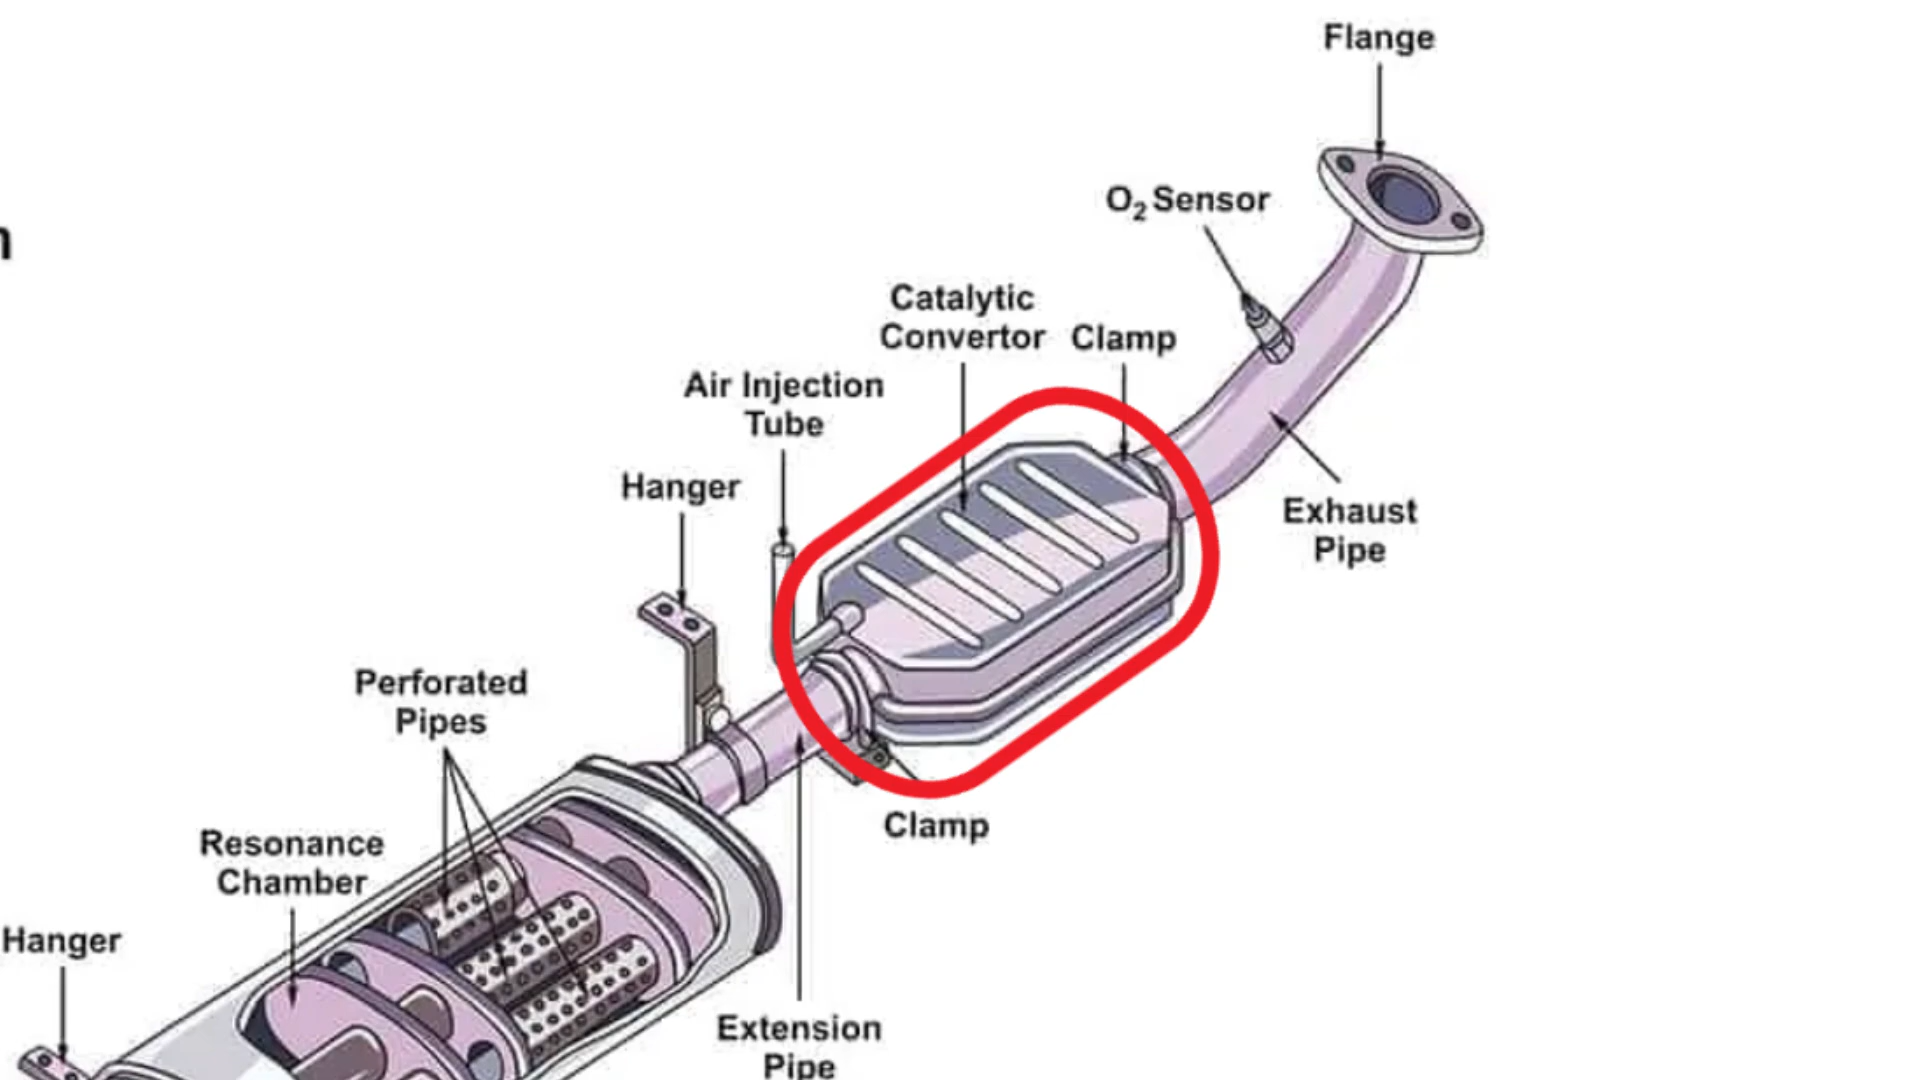 Flange
O₂ Sensor
Catalytic
Convertor
Clamp
Air Injection
Tube
Hanger
Exhaust
Pipe
Perforated
Pipes
Clamp
Resonance
Chamber
Hanger
Extension
Pipe